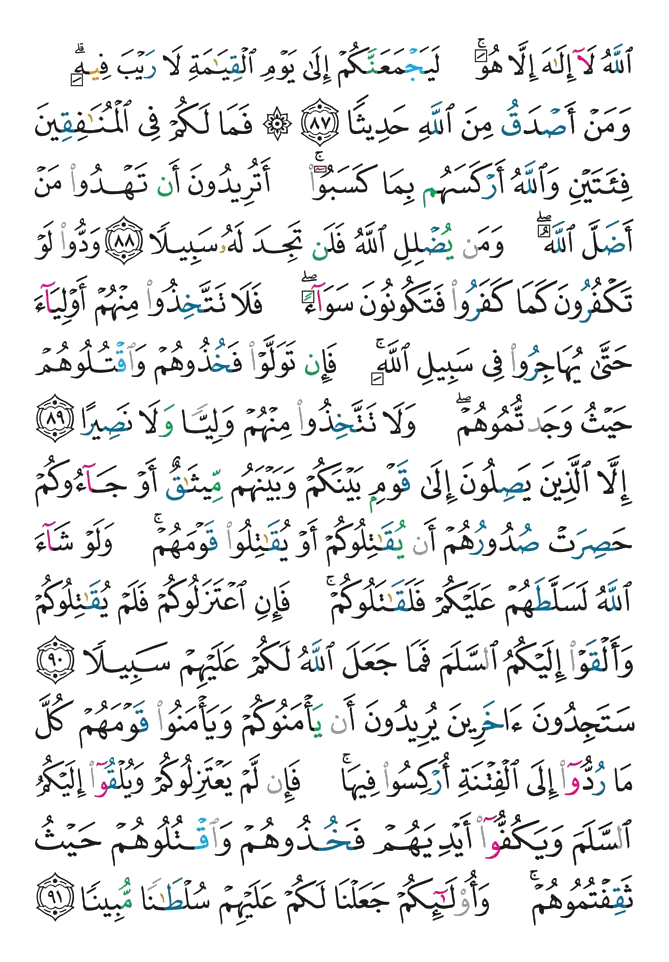 ٱللَّهُ لَآ إِلَـٰهَ إِلَّا هُوَ ۚ لَيَجْمَعَنَّكُمْ إِلَىٰ يَوْمِ ٱلْقِيَـٰمَةِ لَا رَيْبَ فِيهِ ۗ
وَمَنْ أَصْدَقُ مِنَ ٱللَّهِ حَدِيثًا ﴿٨٧﴾ ۞ فَمَا لَكُمْ فِى ٱلْمُنَـٰفِقِينَ
فِئَتَيْنِ وَٱللَّهُ أَرْكَسَهُم بِمَا كَسَبُوٓا۟ ۚ أَتُرِيدُونَ أَن تَهْدُوا۟ مَنْ
أَضَلَّ ٱللَّهُ ۖ وَمَن يُضْلِلِ ٱللَّهُ فَلَن تَجِدَ لَهُۥ سَبِيلًا ﴿٨٨﴾ وَدُّوا۟ لَوْ
تَكْفُرُونَ كَمَا كَفَرُوا۟ فَتَكُونُونَ سَوَآءً ۖ فَلَا تَتَّخِذُوا۟ مِنْهُمْ أَوْلِيَآءَ
حَتَّىٰ يُهَاجِرُوا۟ فِى سَبِيلِ ٱللَّهِ ۚ فَإِن تَوَلَّوْا۟ فَخُذُوهُمْ وَٱقْتُلُوهُمْ
حَيْثُ وَجَدتُّمُوهُمْ ۖ وَلَا تَتَّخِذُوا۟ مِنْهُمْ وَلِيًّا وَلَا نَصِيرًا ﴿٨٩﴾
إِلَّا ٱلَّذِينَ يَصِلُونَ إِلَىٰ قَوْمٍۭ بَيْنَكُمْ وَبَيْنَهُم مِّيثَـٰقٌ أَوْ جَآءُوكُمْ
حَصِرَتْ صُدُورُهُمْ أَن يُقَـٰتِلُوكُمْ أَوْ يُقَـٰتِلُوا۟ قَوْمَهُمْ ۚ وَلَوْ شَآءَ
ٱللَّهُ لَسَلَّطَهُمْ عَلَيْكُمْ فَلَقَـٰتَلُوكُمْ ۚ فَإِنِ ٱعْتَزَلُوكُمْ فَلَمْ يُقَـٰتِلُوكُمْ
وَأَلْقَوْا۟ إِلَيْكُمُ ٱلسَّلَمَ فَمَا جَعَلَ ٱللَّهُ لَكُمْ عَلَيْهِمْ سَبِيلًا ﴿٩٠﴾
سَتَجِدُونَ ءَاخَرِينَ يُرِيدُونَ أَن يَأْمَنُوكُمْ وَيَأْمَنُوا۟ قَوْمَهُمْ كُلَّ
مَا رُدُّوٓا۟ إِلَى ٱلْفِتْنَةِ أُرْكِسُوا۟ فِيهَا ۚ فَإِن لَّمْ يَعْتَزِلُوكُمْ وَيُلْقُوٓا۟ إِلَيْكُمُ
ٱلسَّلَمَ وَيَكُفُّوٓا۟ أَيْدِيَهُمْ فَخُذُوهُمْ وَٱقْتُلُوهُمْ حَيْثُ
ثَقِفْتُمُوهُمْ ۚ وَأُو۟لَـٰٓئِكُمْ جَعَلْنَا لَكُمْ عَلَيْهِمْ سُلْطَـٰنًا مُّبِينًا ﴿٩١﴾